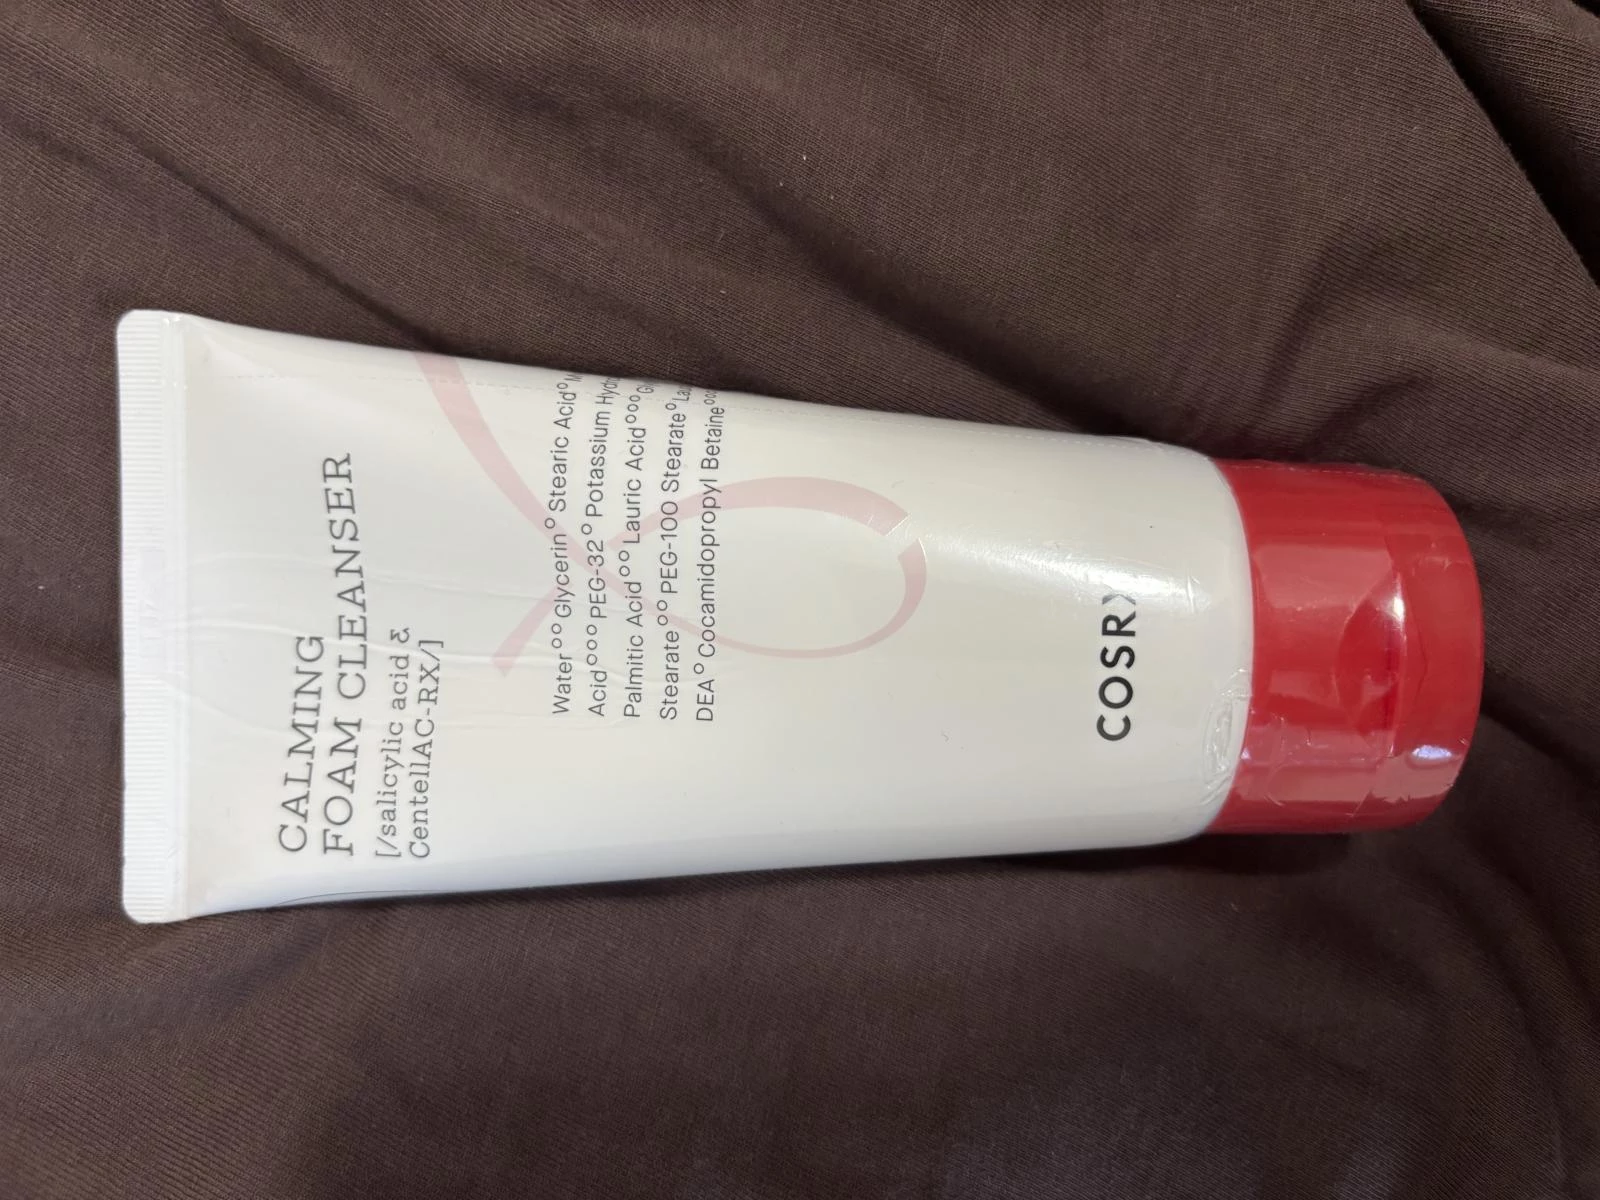 CALMING
FOAM CLEANSER
[/salicylic acid &
CentellAC-RX/]
Water°° Glycerin° Stearic Acid°
Acid°°° PEG-32° Potassium
Palmitic Acid°° Lauric Acid°°°
Stearate°° PEG-100 Stearate°
DEA° Cocamidopropyl Betaine°°
COSRX